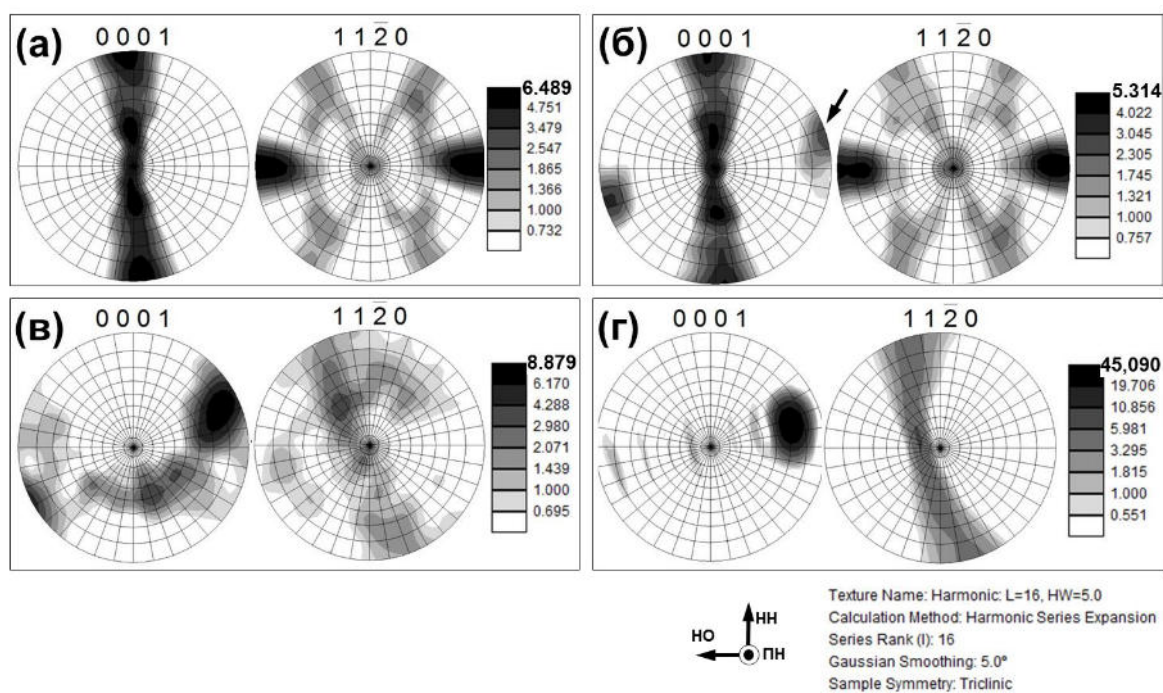 (а)
0 0 0 1
1 1 2̅ 0
6.489
4.751
3.479
2.547
1.865
1.366
1.000
0.732
(б)
0 0 0 1
1 1 2̅ 0
5.314
4.022
3.045
2.305
1.745
1.321
1.000
0.757
(в)
0 0 0 1
1 1 2̅ 0
8.879
6.170
4.288
2.980
2.071
1.439
1.000
0.695
(г)
0 0 0 1
1 1 2̅ 0
45,090
19.706
10.856
5.981
3.295
1.815
1.000
0.551
НН
НО
ПН
Texture Name: Harmonic: L=16, HW=5.0
Calculation Method: Harmonic Series Expansion
Series Rank (l): 16
Gaussian Smoothing: 5.0°
Sample Symmetry: Triclinic